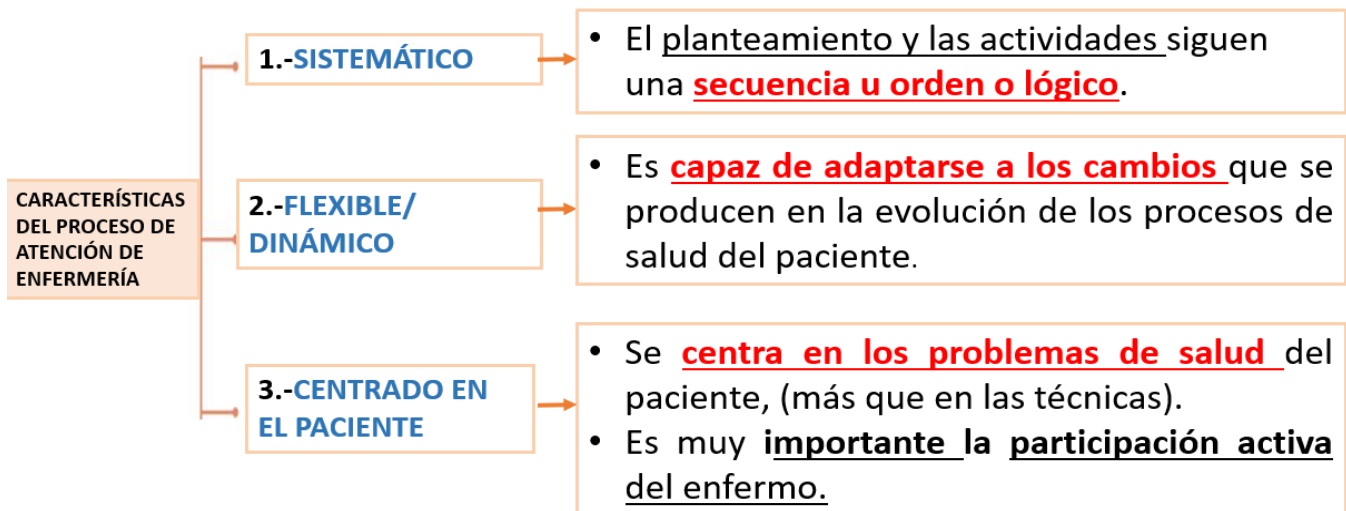 CARACTERÍSTICAS
DEL PROCESO DE
ATENCIÓN DE
ENFERMERÍA
1.-SISTEMÁTICO
• El planteamiento y las actividades siguen
una secuencia u orden o lógico.
2.-FLEXIBLE/
DINÁMICO
• Es capaz de adaptarse a los cambios que se
producen en la evolución de los procesos de
salud del paciente.
3.-CENTRADO EN
EL PACIENTE
• Se centra en los problemas de salud del
paciente, (más que en las técnicas).
• Es muy importante la participación activa
del enfermo.